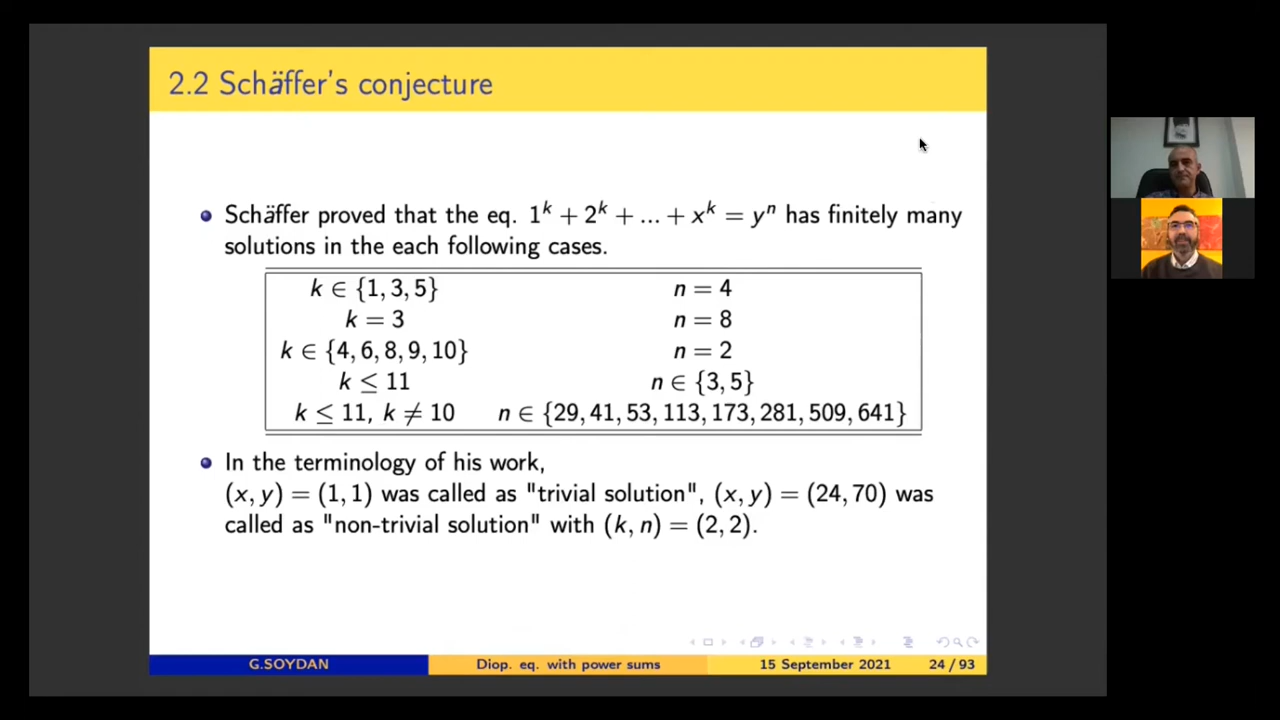 2.2 Schäffer's conjecture
Schäffer proved that the eq. 1^k + 2^k + ... + x^k = y^n has finitely many
solutions in the each following cases.
k ∈ {1, 3, 5} n = 4
k = 3 n = 8
k ∈ {4, 6, 8, 9, 10} n = 2
k ≤ 11 n ∈ {3, 5}
k ≤ 11, k ≠ 10 n ∈ {29, 41, 53, 113, 173, 281, 509, 641}
In the terminology of his work,
(x, y) = (1, 1) was called as "trivial solution", (x, y) = (24, 70) was
called as "non-trivial solution" with (k, n) = (2, 2).
G.SOYDAN Diop. eq. with power sums 15 September 2021 24 / 93